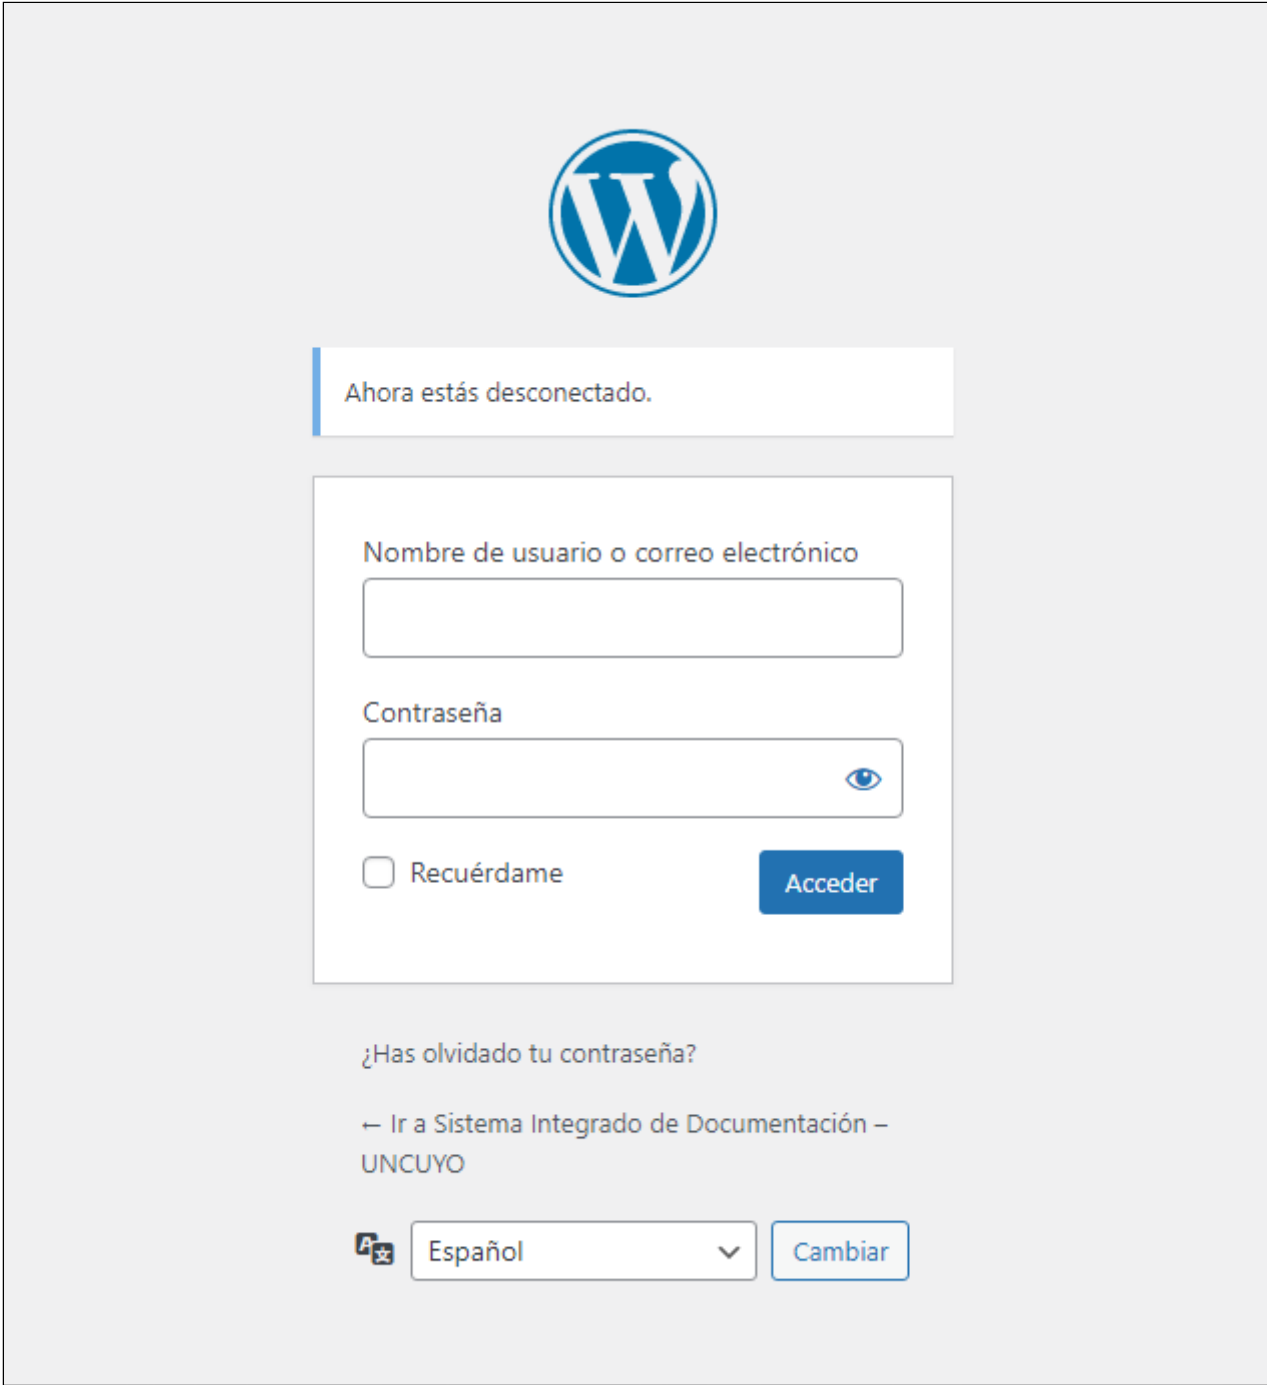 Ahora estás desconectado.
Nombre de usuario o correo electrónico
Contraseña
Recuérdame
Acceder
¿Has olvidado tu contraseña?
← Ir a Sistema Integrado de Documentación –
UNCUYO
Español
Cambiar